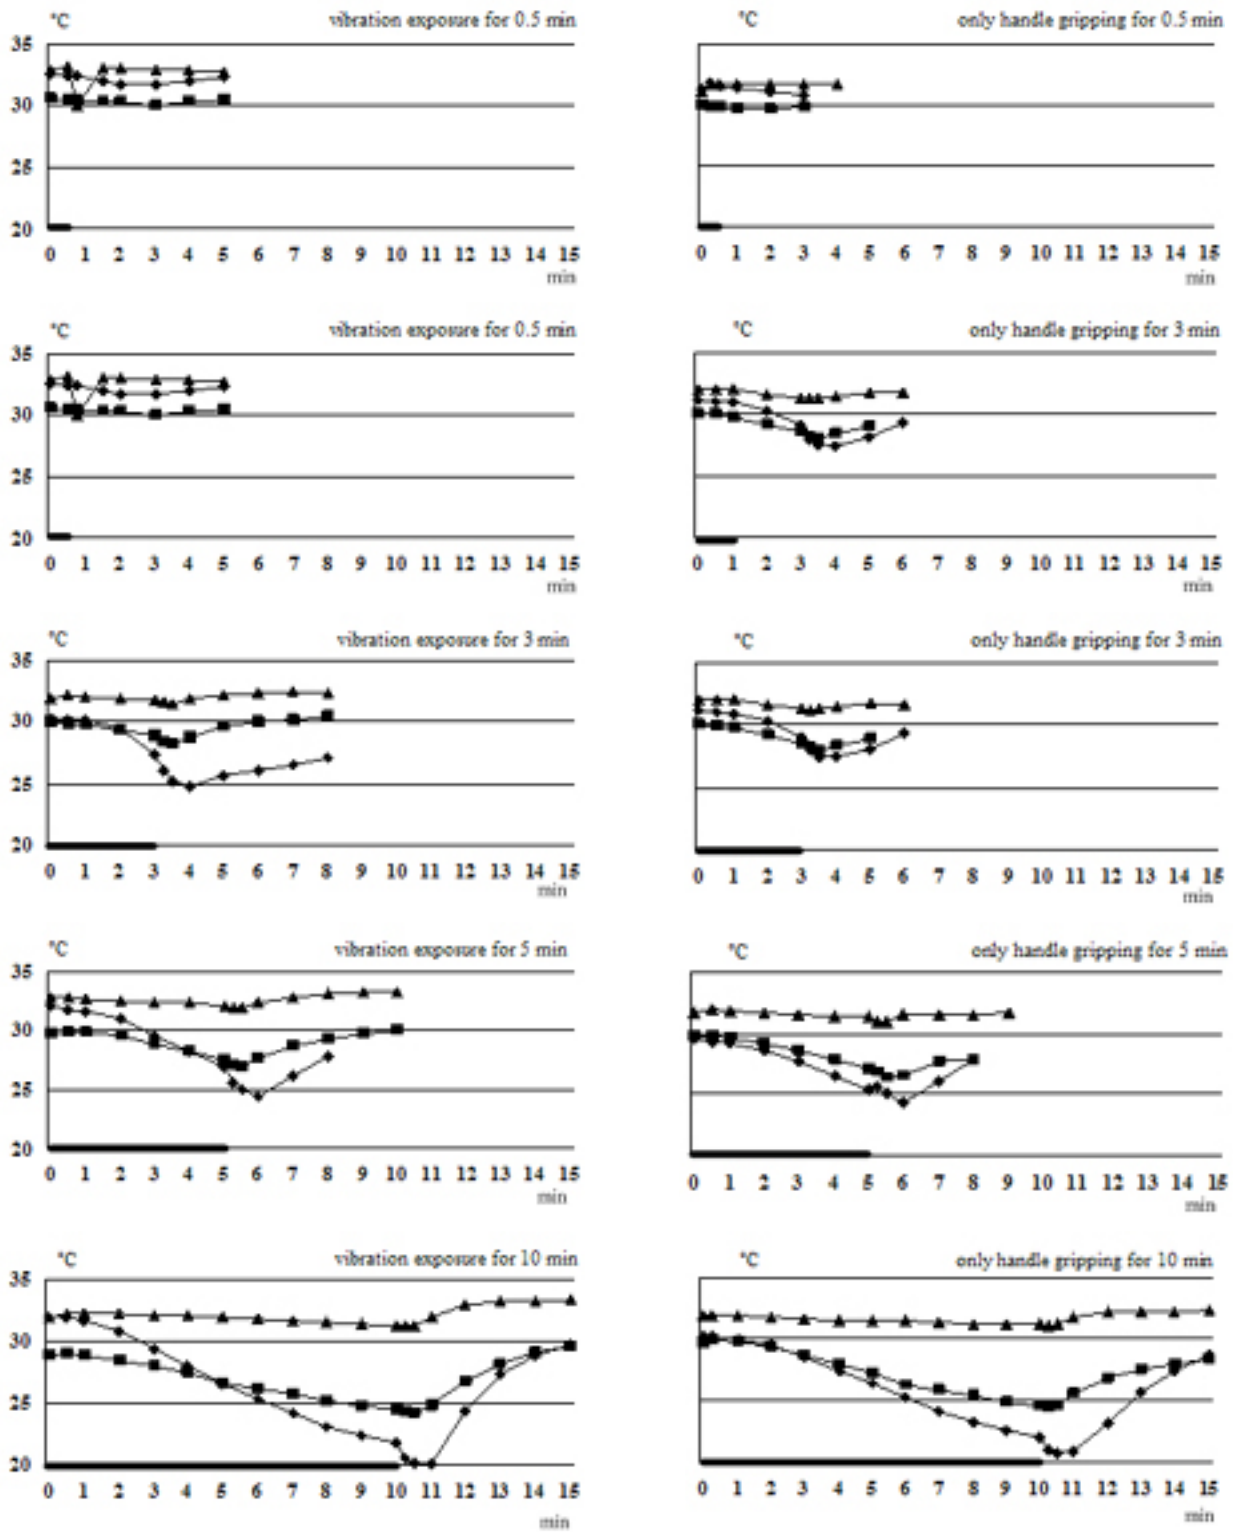 °C vibration exposure for 0.5 min
35
30
25
20
0 1 2 3 4 5 6 7 8 9 10 11 12 13 14 15
min
°C only handle gripping for 0.5 min
0 1 2 3 4 5 6 7 8 9 10 11 12 13 14 15
min
°C vibration exposure for 0.5 min
35
30
25
20
0 1 2 3 4 5 6 7 8 9 10 11 12 13 14 15
min
°C only handle gripping for 3 min
0 1 2 3 4 5 6 7 8 9 10 11 12 13 14 15
min
°C vibration exposure for 3 min
35
30
25
20
0 1 2 3 4 5 6 7 8 9 10 11 12 13 14 15
min
°C only handle gripping for 3 min
0 1 2 3 4 5 6 7 8 9 10 11 12 13 14 15
min
°C vibration exposure for 5 min
35
30
25
20
0 1 2 3 4 5 6 7 8 9 10 11 12 13 14 15
min
°C only handle gripping for 5 min
0 1 2 3 4 5 6 7 8 9 10 11 12 13 14 15
min
°C vibration exposure for 10 min
35
30
25
20
0 1 2 3 4 5 6 7 8 9 10 11 12 13 14 15
min
°C only handle gripping for 10 min
0 1 2 3 4 5 6 7 8 9 10 11 12 13 14 15
min